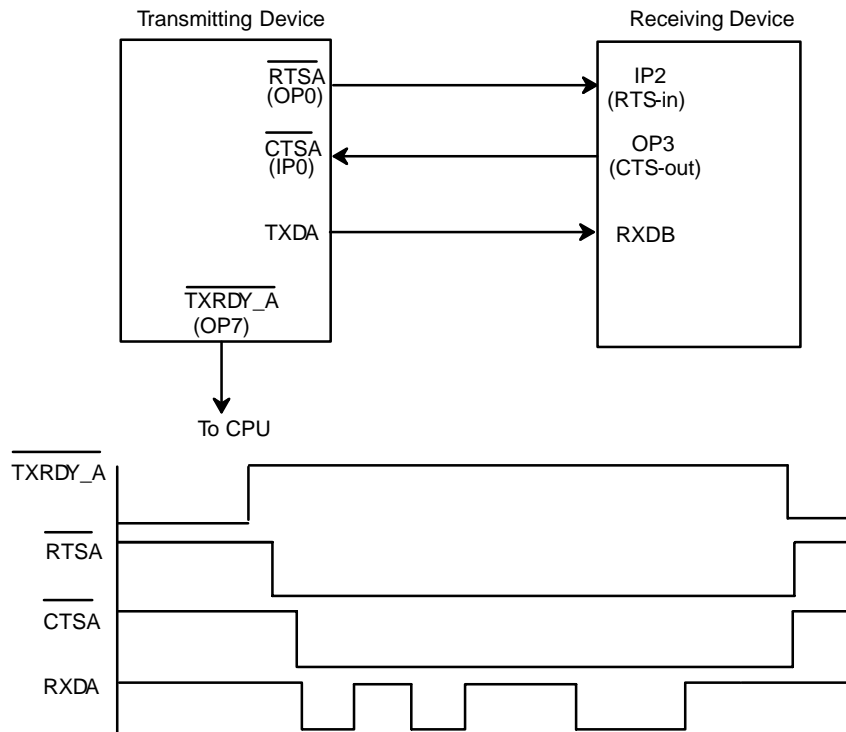 Transmitting Device
Receiving Device
RTSA
(OP0)
IP2
(RTS-in)
CTSA
(IP0)
OP3
(CTS-out)
TXDA
RXDB
TXRDY_A
(OP7)
To CPU
TXRDY_A
RTSA
CTSA
RXDA